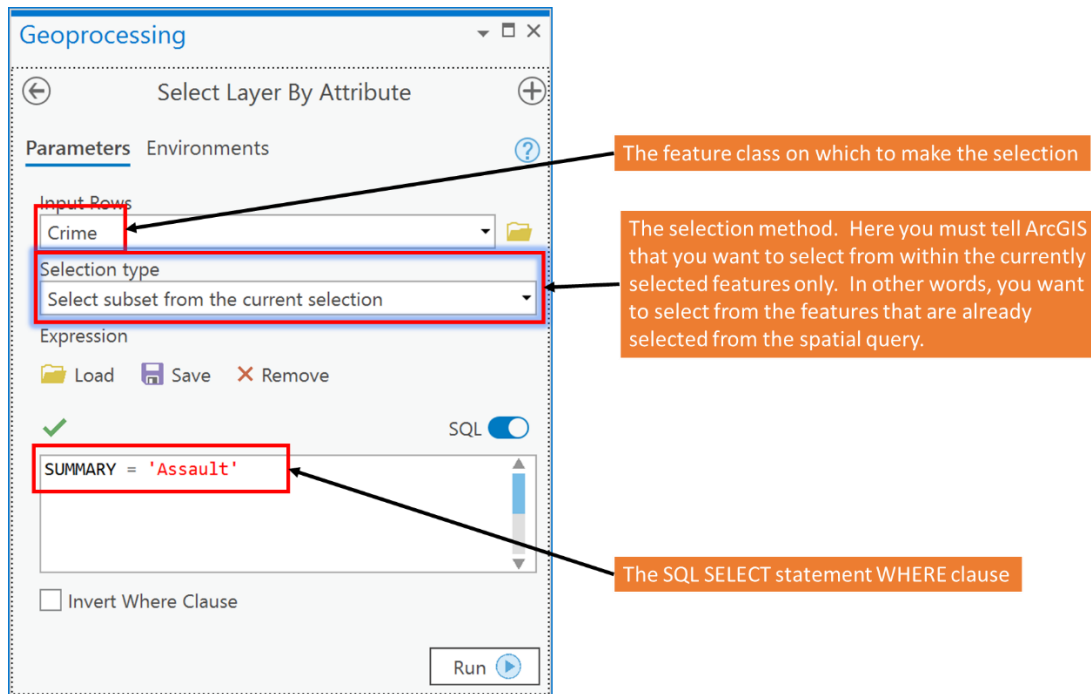 Geoprocessing
Select Layer By Attribute
Parameters Environments
The feature class on which to make the selection
Input Rows
Crime
The selection method.  Here you must tell ArcGIS
that you want to select from within the currently
selected features only.  In other words, you want
to select from the features that are already
selected from the spatial query.
Selection type
Select subset from the current selection
Expression
Load Save Remove
SQL
SUMMARY = 'Assault'
The SQL SELECT statement WHERE clause
Invert Where Clause
Run